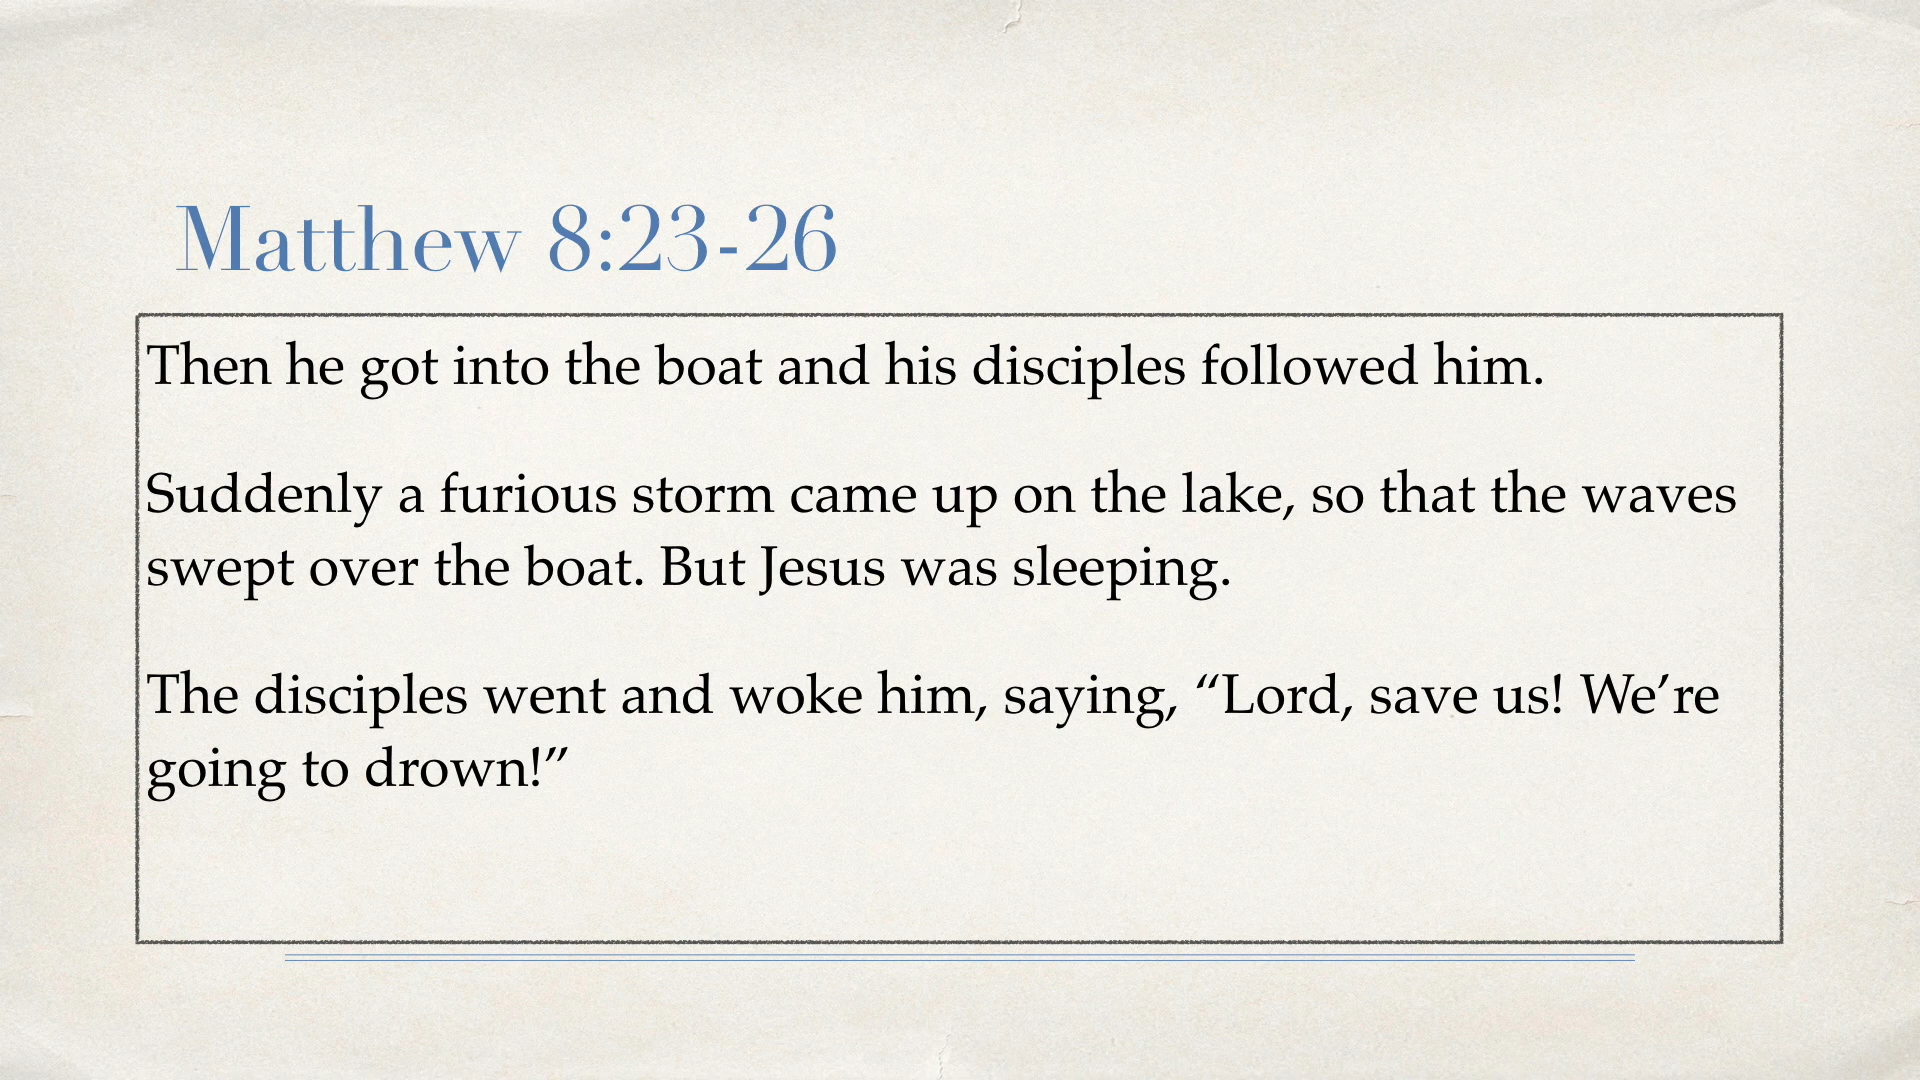 Matthew 8:23-26
Then he got into the boat and his disciples followed him.
Suddenly a furious storm came up on the lake, so that the waves
swept over the boat. But Jesus was sleeping.
The disciples went and woke him, saying, “Lord, save us! We’re
going to drown!”